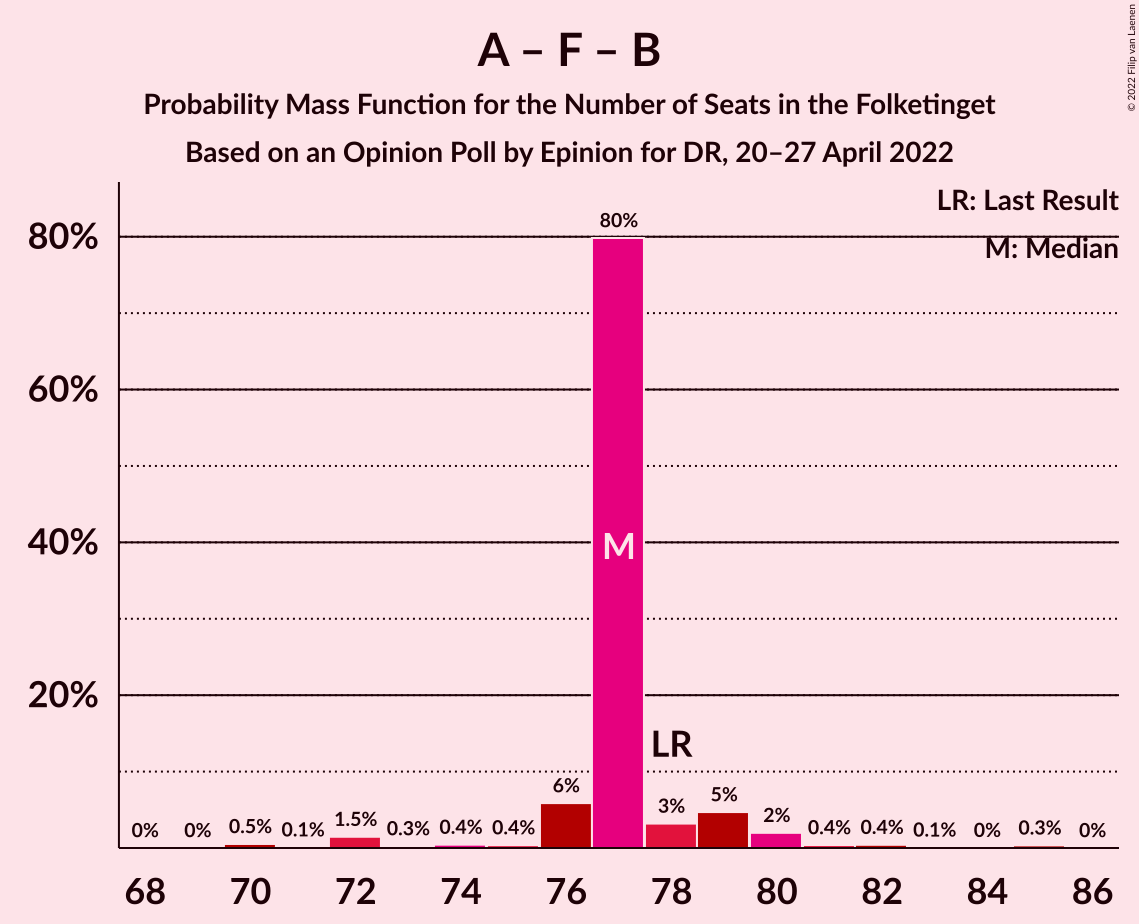 A – F – B
Probability Mass Function for the Number of Seats in the Folketinget
Based on an Opinion Poll by Epinion for DR, 20–27 April 2022
© 2022 Filip van Laenen
LR: Last Result
M: Median
80%
60%
40%
20%
0% 0% 0.5% 0.1% 1.5% 0.3% 0.4% 0.4% 6% 80% 3% 5% 2% 0.4% 0.4% 0.1% 0% 0.3% 0%
M
LR
68 70 72 74 76 78 80 82 84 86